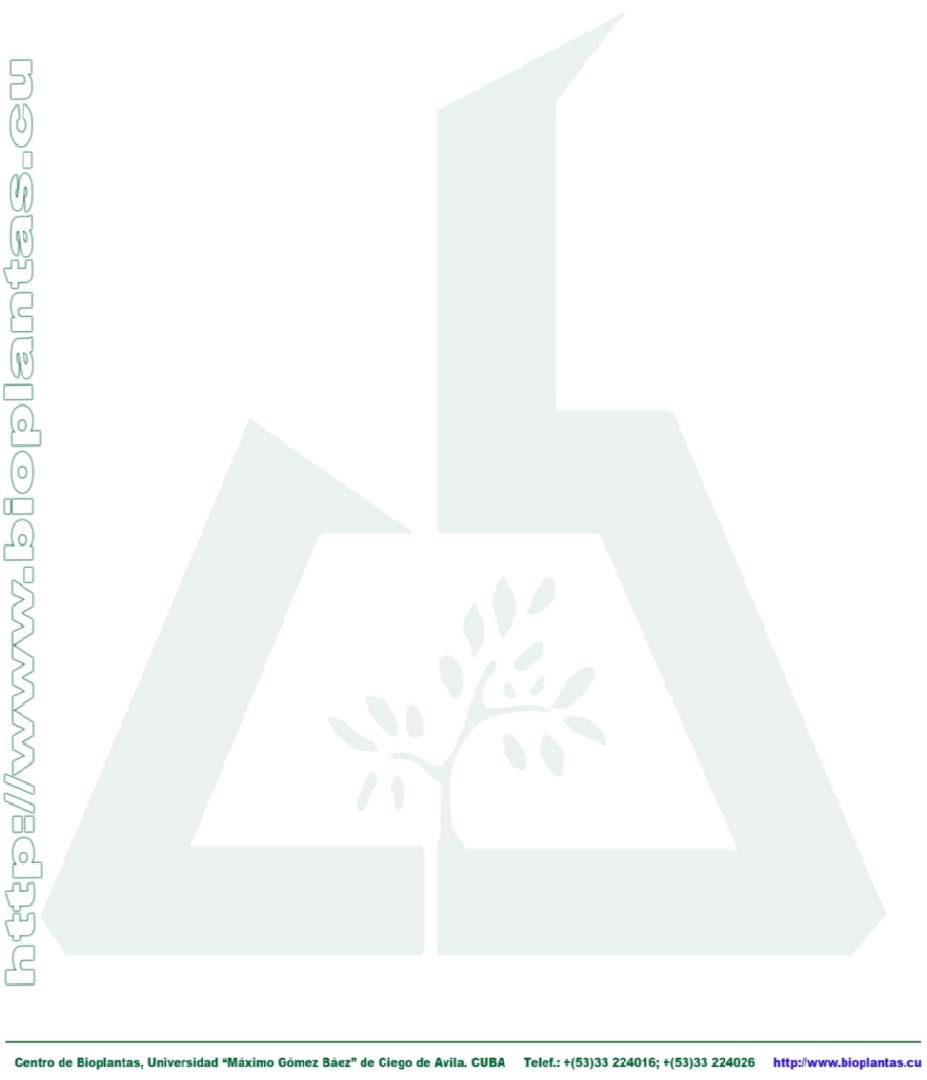 http://www.bioplantas.cu
Centro de Bioplantas, Universidad “Máximo Gómez Báez” de Ciego de Avila. CUBA Telef.: +(53)33 224016; +(53)33 224026 http://www.bioplantas.cu